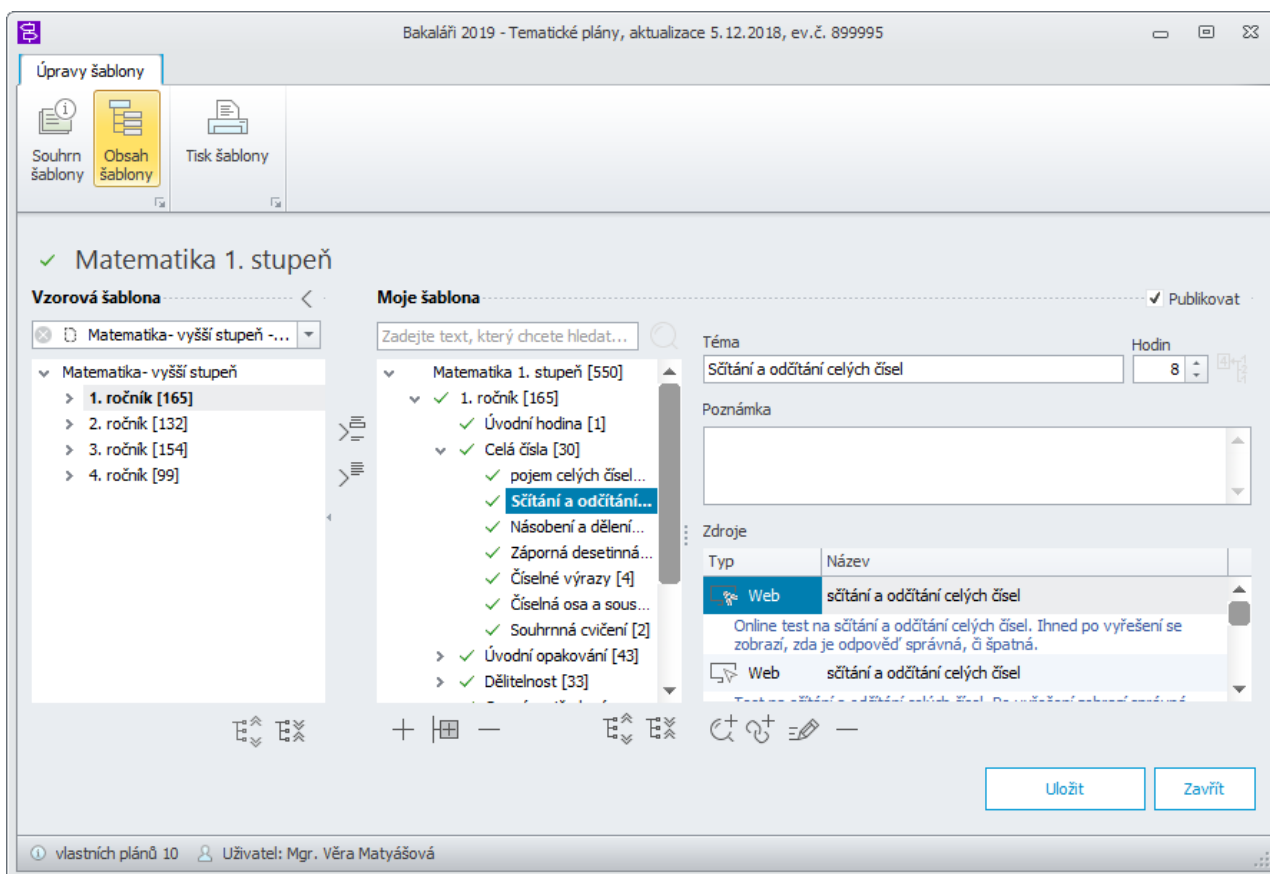 Bakaláři 2019 - Tematické plány, aktualizace 5.12.2018, ev.č. 899995
Úpravy šablony
Souhrn šablony
Obsah šablony
Tisk šablony
Matematika 1. stupeň
Vzorová šablona
Matematika- vyšší stupeň -...
Matematika- vyšší stupeň
1. ročník [165]
2. ročník [132]
3. ročník [154]
4. ročník [99]
Moje šablona
Publikovat
Zadejte text, který chcete hledat...
Matematika 1. stupeň [550]
1. ročník [165]
Úvodní hodina [1]
Celá čísla [30]
pojem celých čísel...
Sčítání a odčítání...
Násobení a dělení...
Záporná desetinná...
Číselné výrazy [4]
Číselná osa a sous...
Souhrnná cvičení [2]
Úvodní opakování [43]
Dělitelnost [33]
Téma
Hodin
Sčítání a odčítání celých čísel
8
Poznámka
Zdroje
Typ
Název
Web
sčítání a odčítání celých čísel
Online test na sčítání a odčítání celých čísel. Ihned po vyřešení se
zobrazí, zda je odpověď správná, či špatná.
Web
sčítání a odčítání celých čísel
Uložit
Zavřít
vlastních plánů 10
Uživatel: Mgr. Věra Matyášová